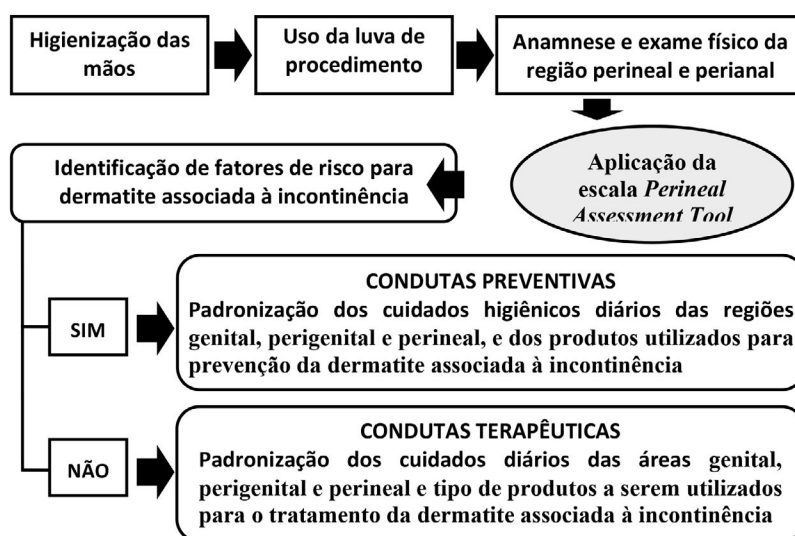 Higienização das
mãos
Uso da luva de
procedimento
Anamnese e exame físico da
região perineal e perianal
Aplicação da
escala Perineal
Assessment Tool
Identificação de fatores de risco para
dermatite associada à incontinência
SIM
CONDUTAS PREVENTIVAS
Padronização dos cuidados higiênicos diários das regiões
genital, perigenital e perineal, e dos produtos utilizados para
prevenção da dermatite associada à incontinência
NÃO
CONDUTAS TERAPÊUTICAS
Padronização dos cuidados diários das áreas genital,
perigenital e perineal e tipo de produtos a serem utilizados
para o tratamento da dermatite associada à incontinência